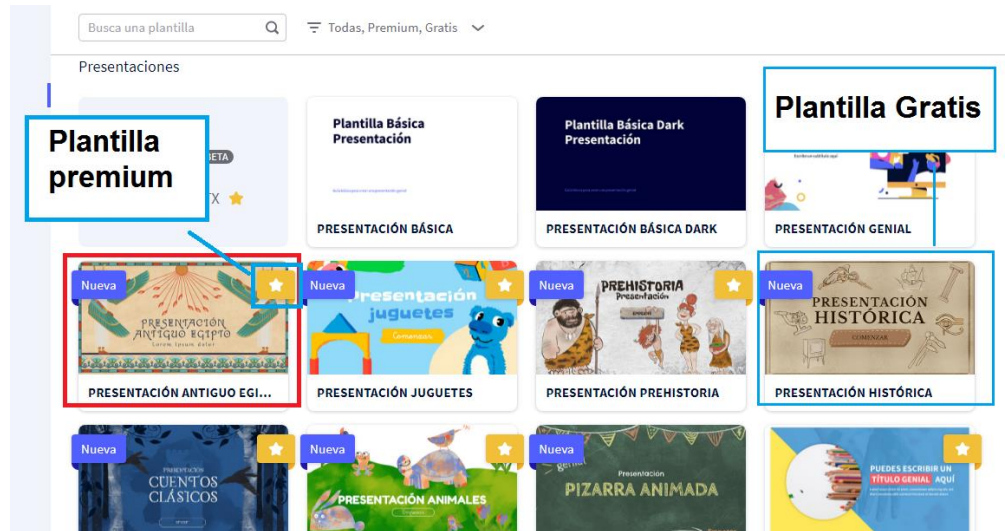 Busca una plantilla
Todas, Premium, Gratis
Presentaciones
Plantilla
premium
BETA
TX
Plantilla Básica
Presentación
PRESENTACIÓN BÁSICA
Plantilla Básica Dark
Presentación
PRESENTACIÓN BÁSICA DARK
Plantilla Gratis
PRESENTACIÓN GENIAL
Nueva
PRESENTACIÓN
ANTIGUO EGIPTO
Lorem ipsum dolor
PRESENTACIÓN ANTIGUO EGI...
Nueva
Presentación
juguetes
Comenzar
PRESENTACIÓN JUGUETES
Nueva
PREHISTORIA
Presentación
PRESENTACIÓN PREHISTORIA
Nueva
PRESENTACIÓN
HISTÓRICA
COMENZAR
PRESENTACIÓN HISTÓRICA
Nueva
CUENTOS
CLÁSICOS
Nueva
PRESENTACIÓN ANIMALES
Nueva
genial
Presentación
PIZARRA ANIMADA
PUEDES ESCRIBIR UN
TÍTULO GENIAL AQUÍ